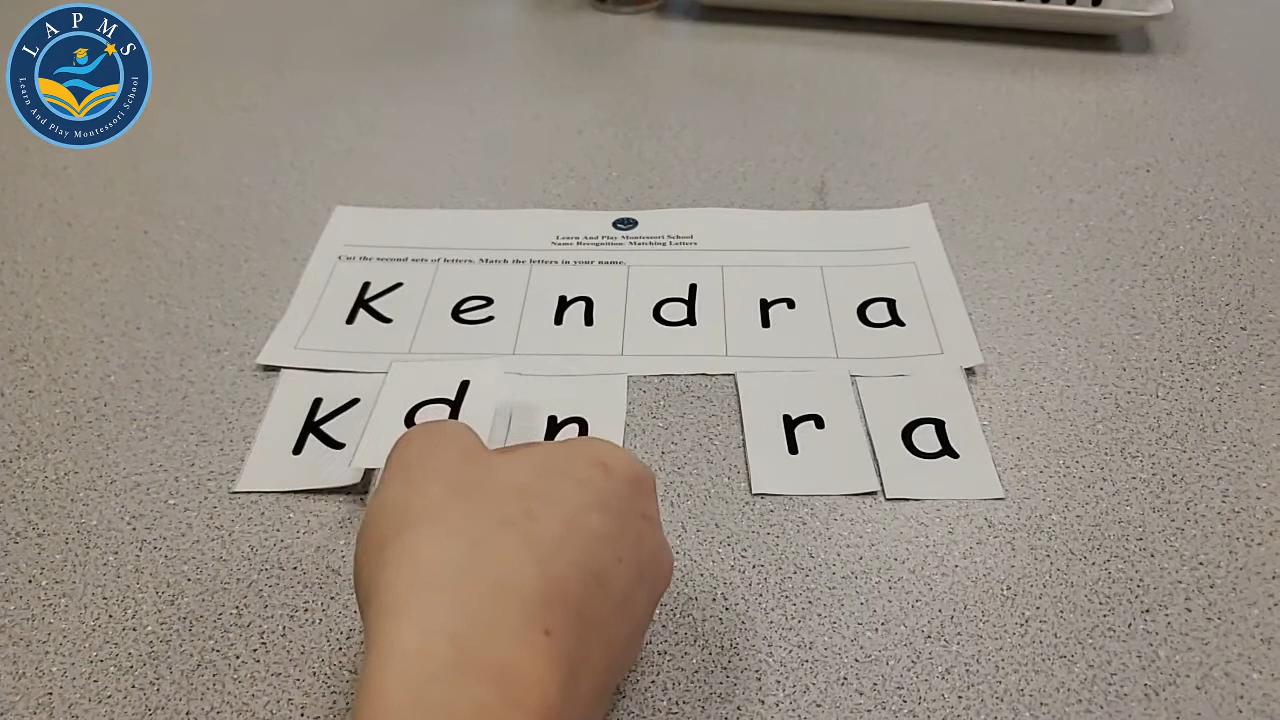 LAPMS
Learn And Play Montessori School
Learn And Play Montessori School
Name Recognition: Matching Letters
Cut the second sets of letters. Match the letters in your name.
K e n d r a
K d n r a